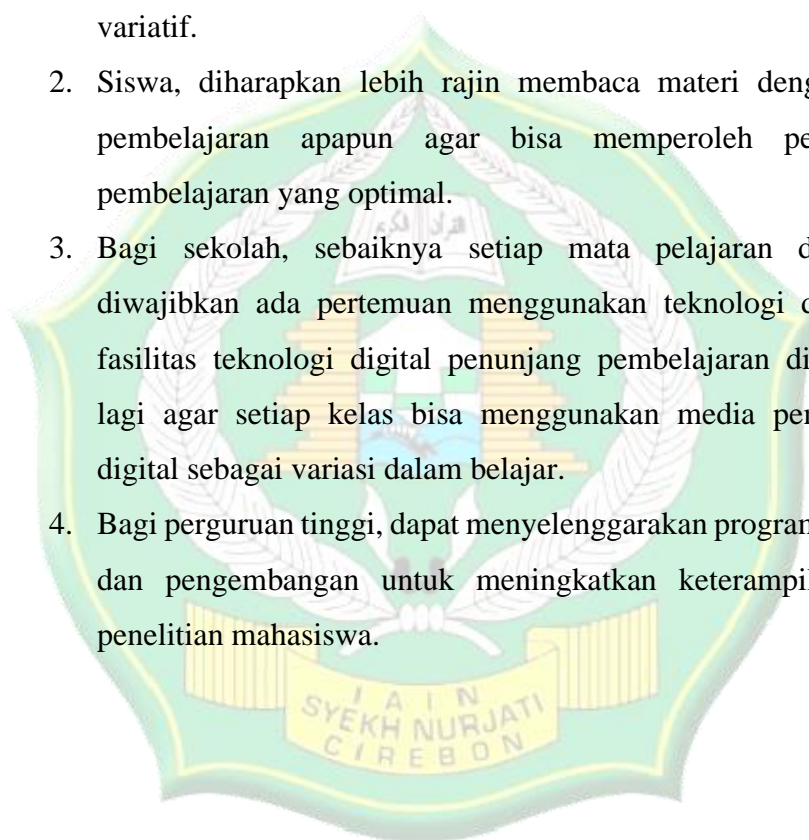 variatif.
2. Siswa, diharapkan lebih rajin membaca materi deng
pembelajaran apapun agar bisa memperoleh pe
pembelajaran yang optimal.
3. Bagi sekolah, sebaiknya setiap mata pelajaran d
diwajibkan ada pertemuan menggunakan teknologi d
fasilitas teknologi digital penunjang pembelajaran di
lagi agar setiap kelas bisa menggunakan media pe
digital sebagai variasi dalam belajar.
4. Bagi perguruan tinggi, dapat menyelenggarakan program
dan pengembangan untuk meningkatkan keterampil
penelitian mahasiswa.
IAIN
SYEKH NURJATI
CIREBON